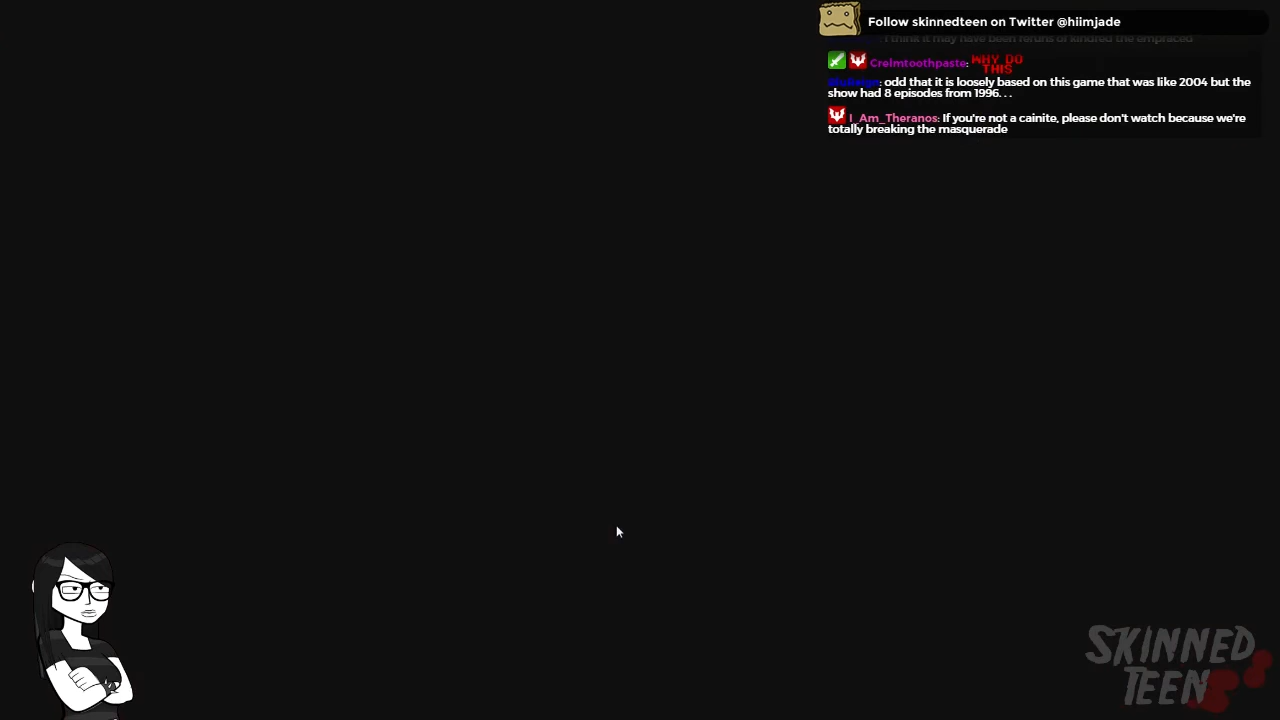 Follow skinnedteen on Twitter @hiimjade
I think it may have been reruns of kindred the embraced
Crelmtoothpaste: WHY DO THIS
odd that it is loosely based on this game that was like 2004 but the
show had 8 episodes from 1996. . .
I_Am_Theranos: If you're not a cainite, please don't watch because we're
totally breaking the masquerade
SKINNED
TEEN